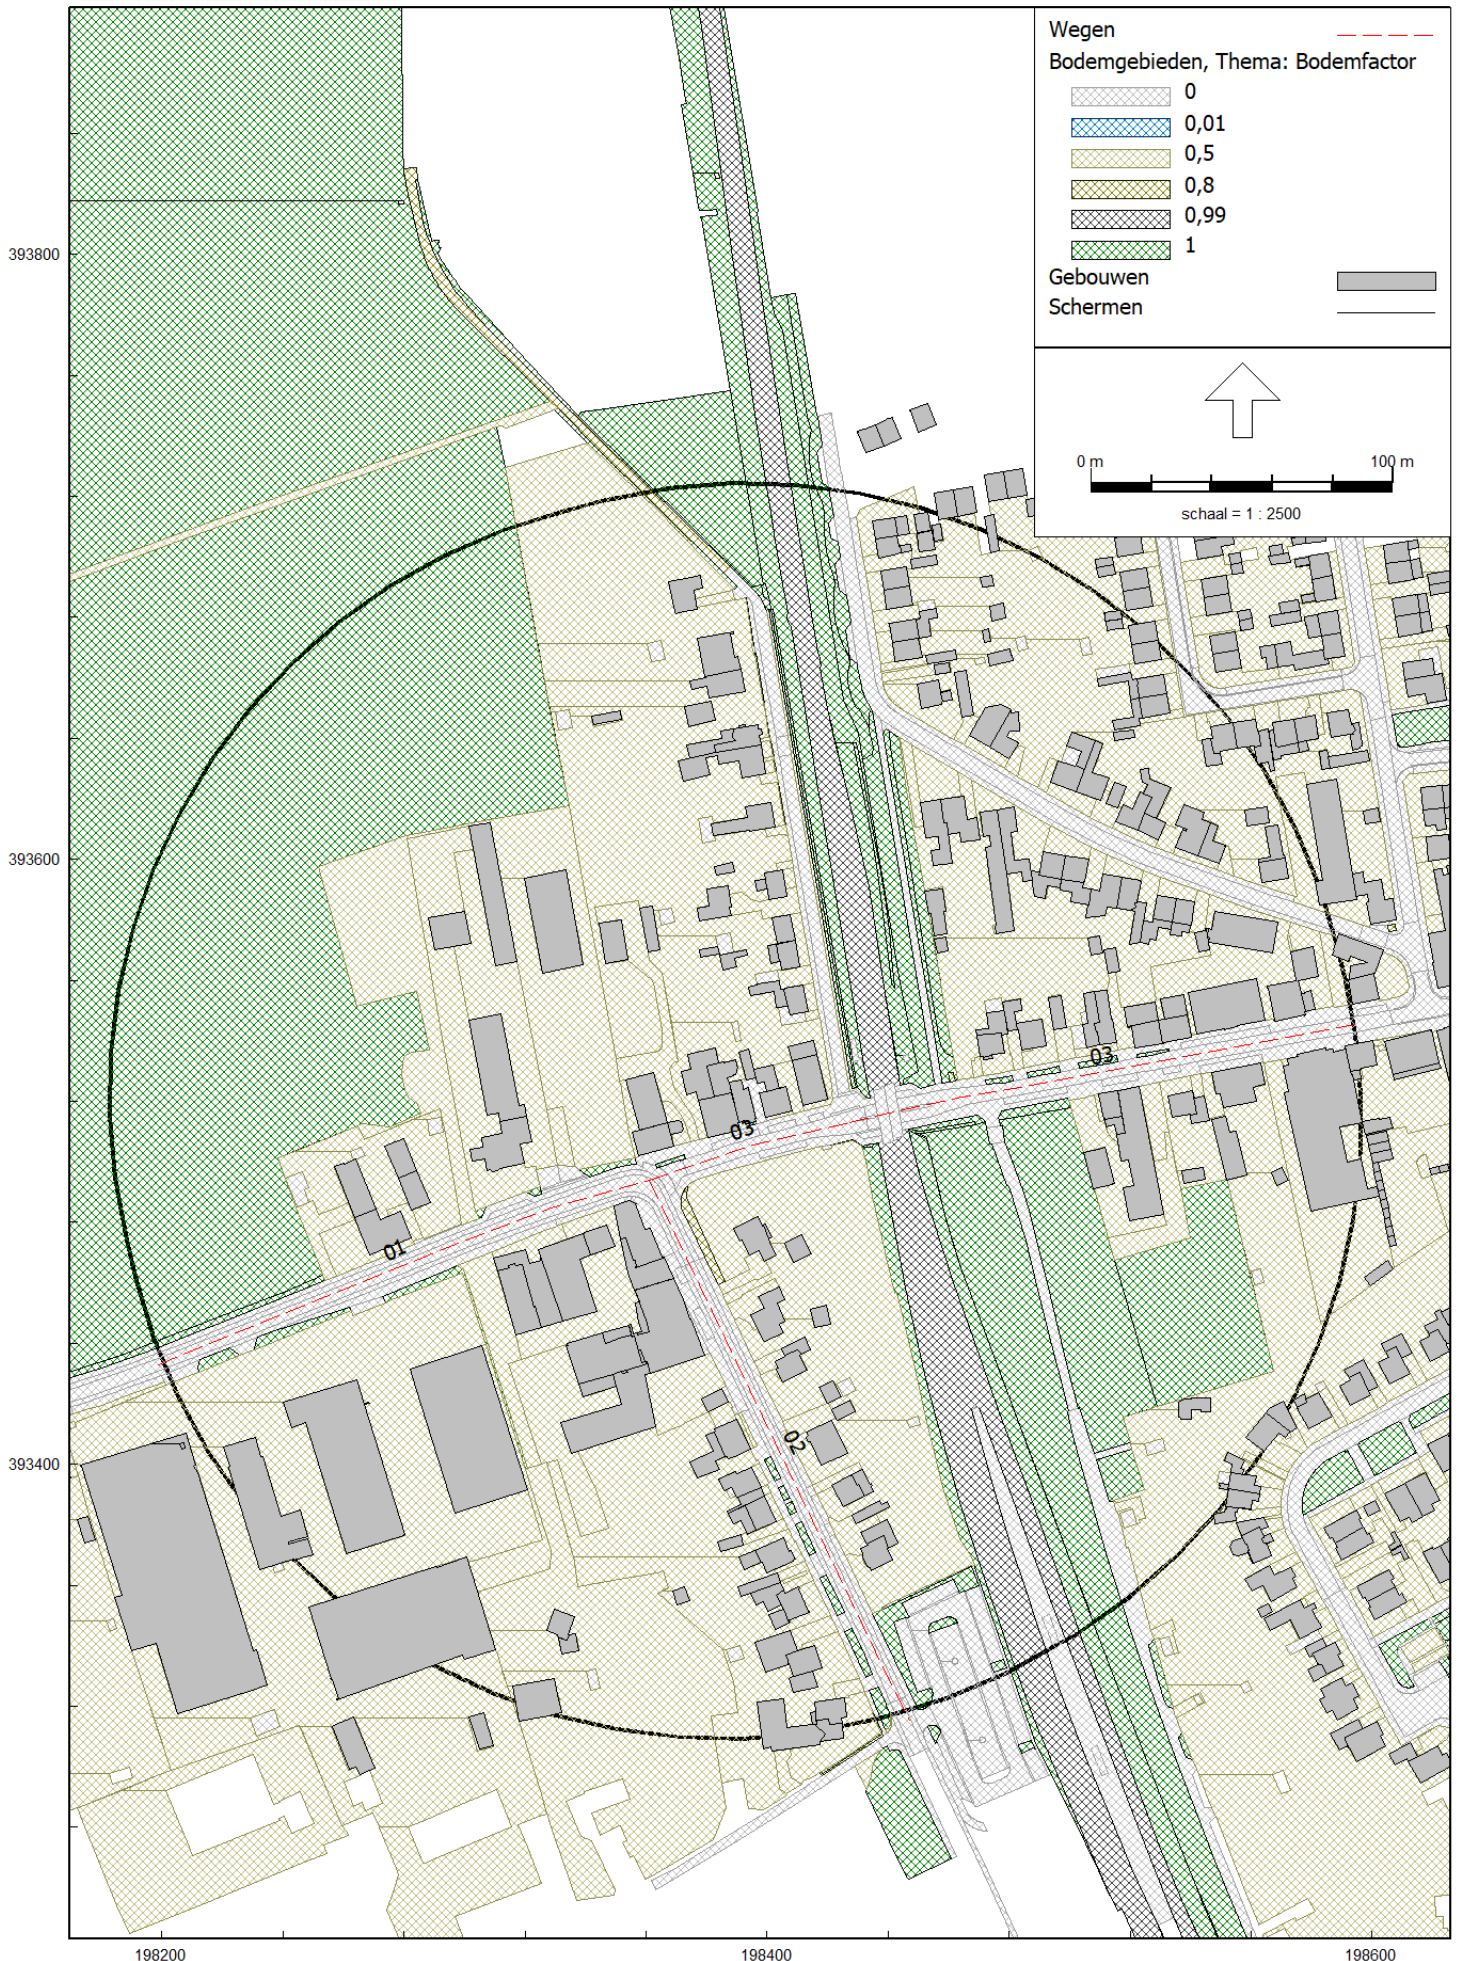 Wegen
Bodemgebieden, Thema: Bodemfactor
0
0,01
0,5
0,8
0,99
1
Gebouwen
Schermen
0 m 100 m
schaal = 1 : 2500
393800
393600
393400
03
03
01
02
198200 198400 198600